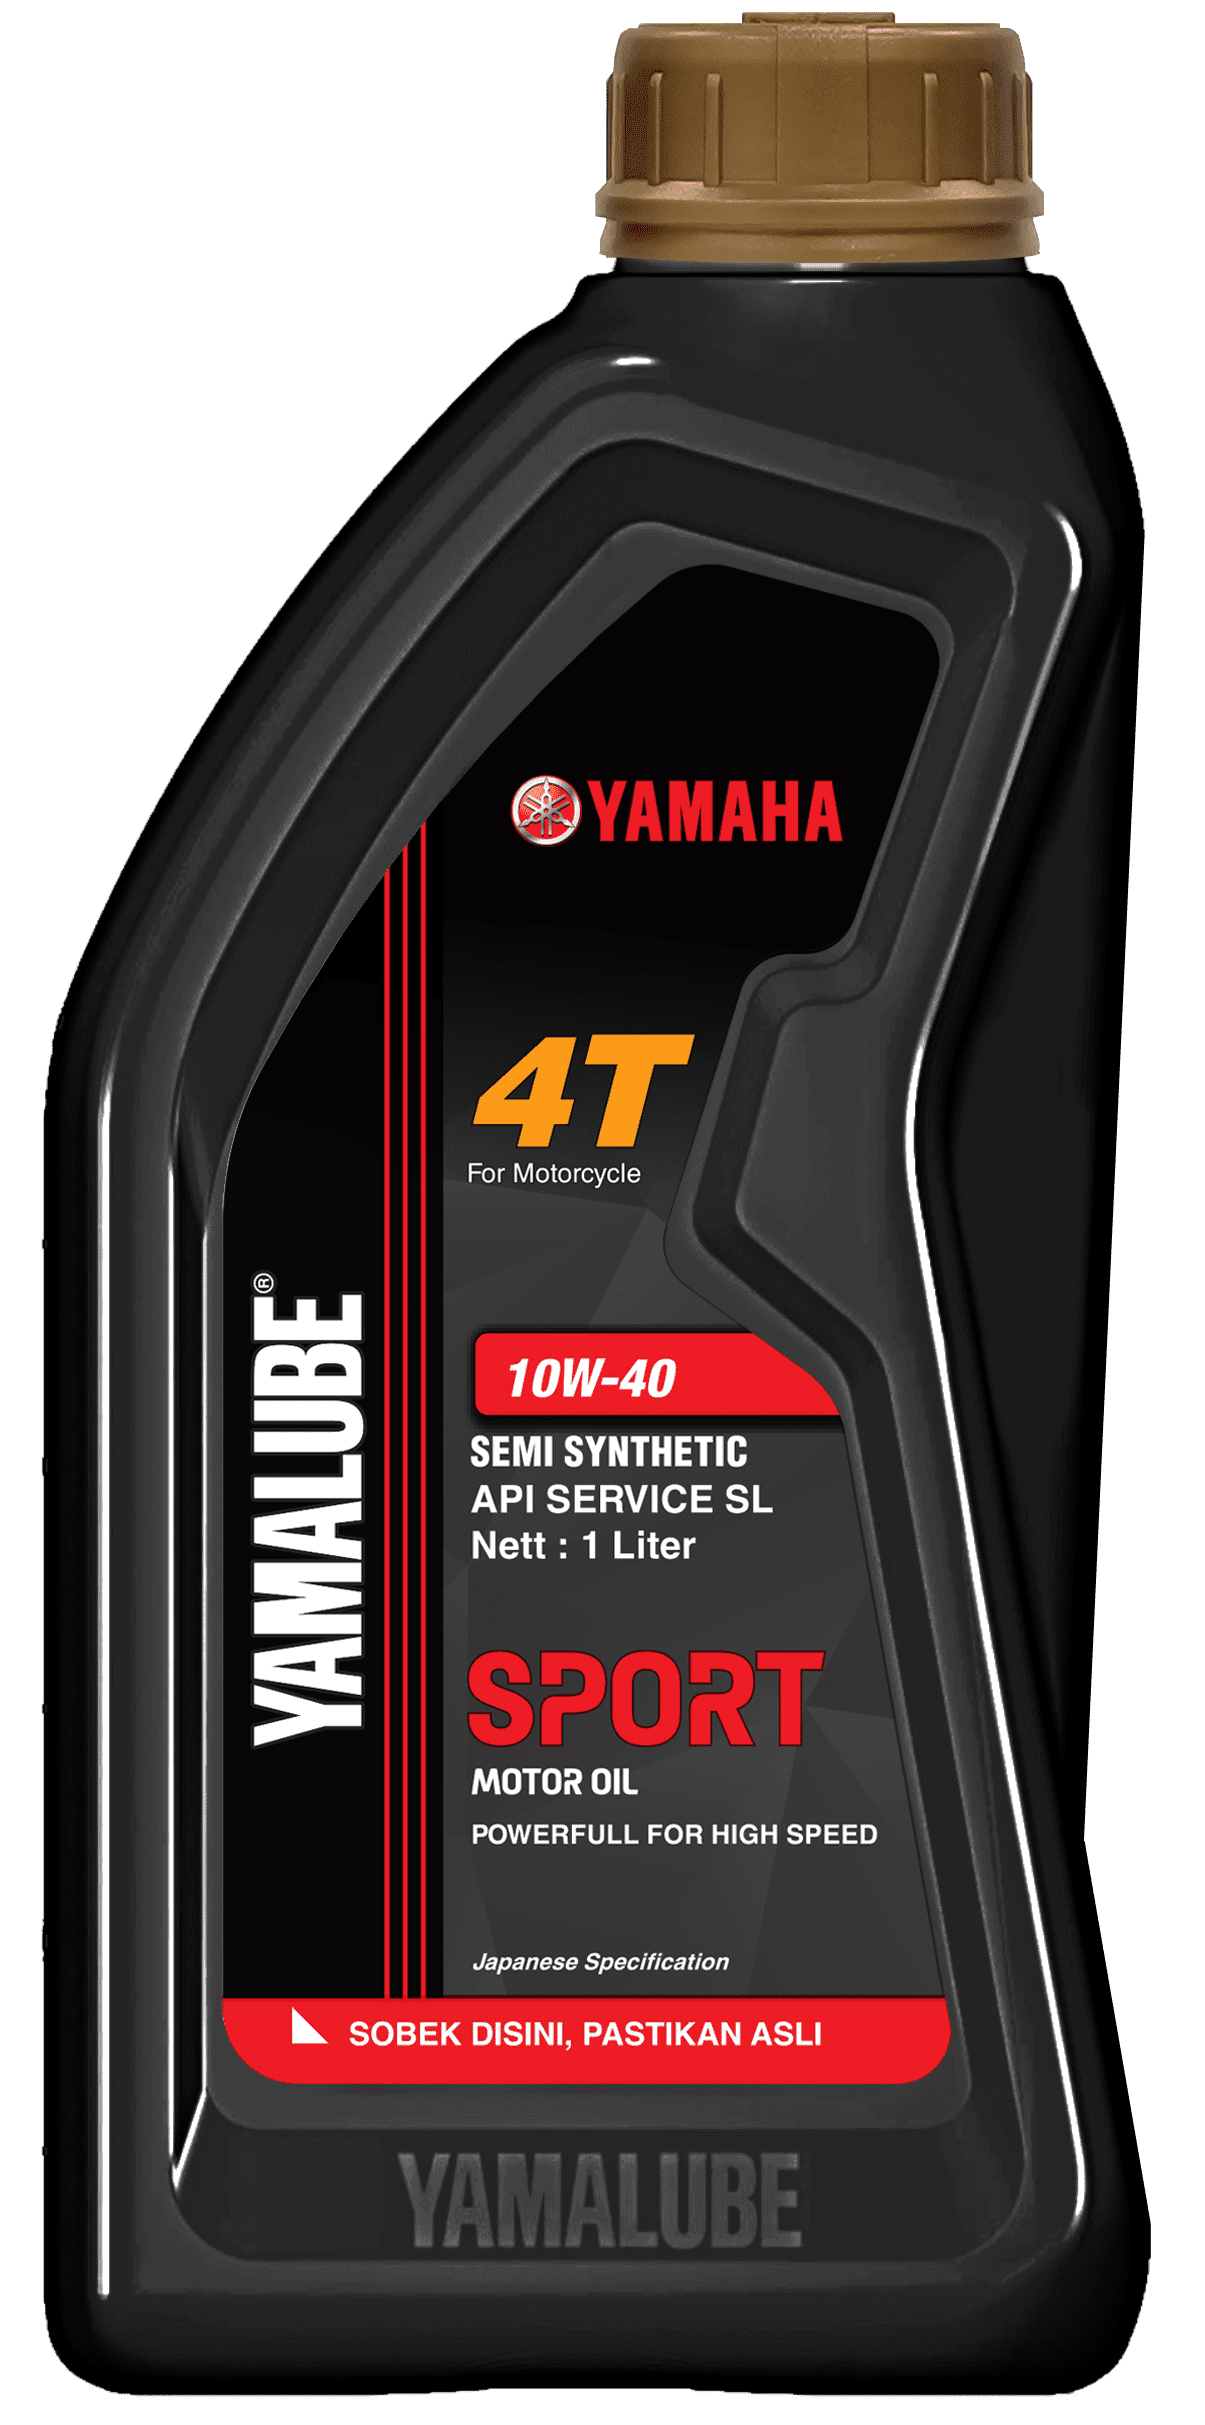 YAMAHA
4T
For Motorcycle
YAMALUBE®
10W-40
SEMI SYNTHETIC
API SERVICE SL
Nett : 1 Liter
SPORT
MOTOR OIL
POWERFULL FOR HIGH SPEED
Japanese Specification
SOBEK DISINI, PASTIKAN ASLI
YAMALUBE